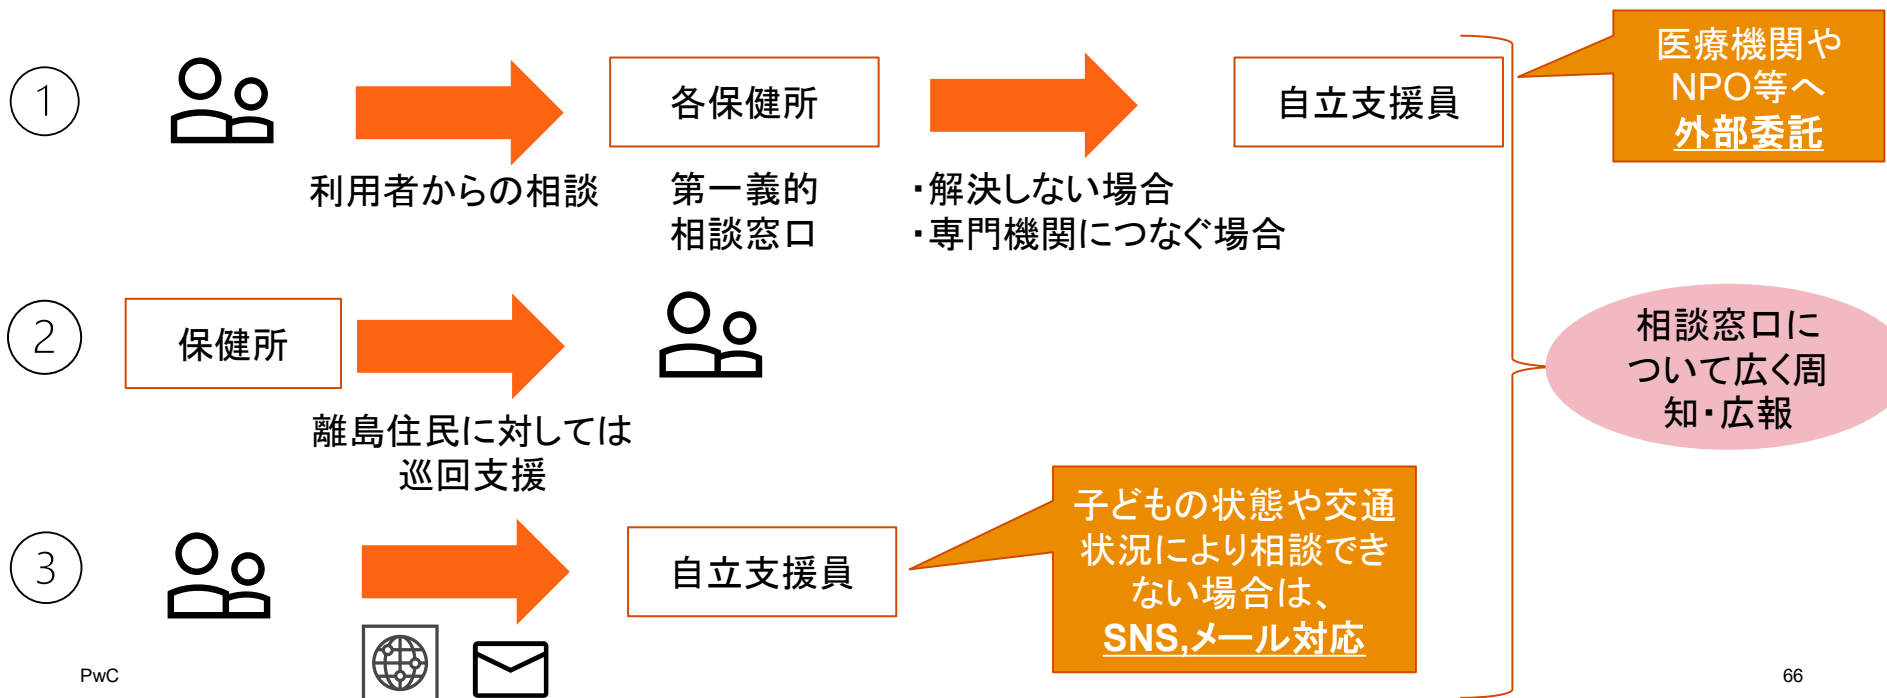 ①
利用者からの相談
各保健所
第一義的
相談窓口
・解決しない場合
・専門機関につなぐ場合
自立支援員
医療機関や
NPO等へ
外部委託
②
保健所
離島住民に対しては
巡回支援
相談窓口に
ついて広く周
知・広報
③
自立支援員
子どもの状態や交通
状況により相談でき
ない場合は、
SNS,メール対応
PwC
66